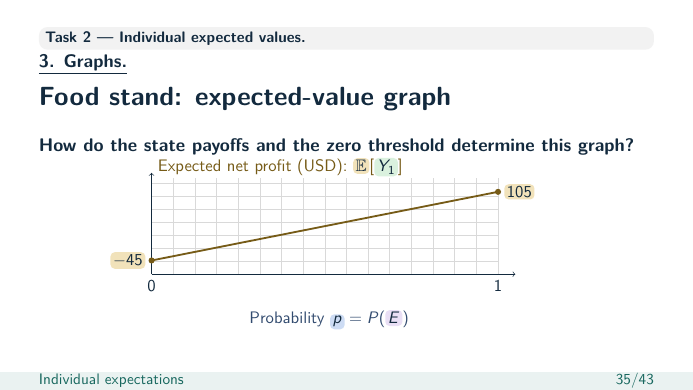 Task 2 — Individual expected values.
3. Graphs.
Food stand: expected-value graph
How do the state payoffs and the zero threshold determine this graph?
Expected net profit (USD): 𝔼[Y₁]
105
−45
0 1
Probability p = P(E)
Individual expectations 35/43